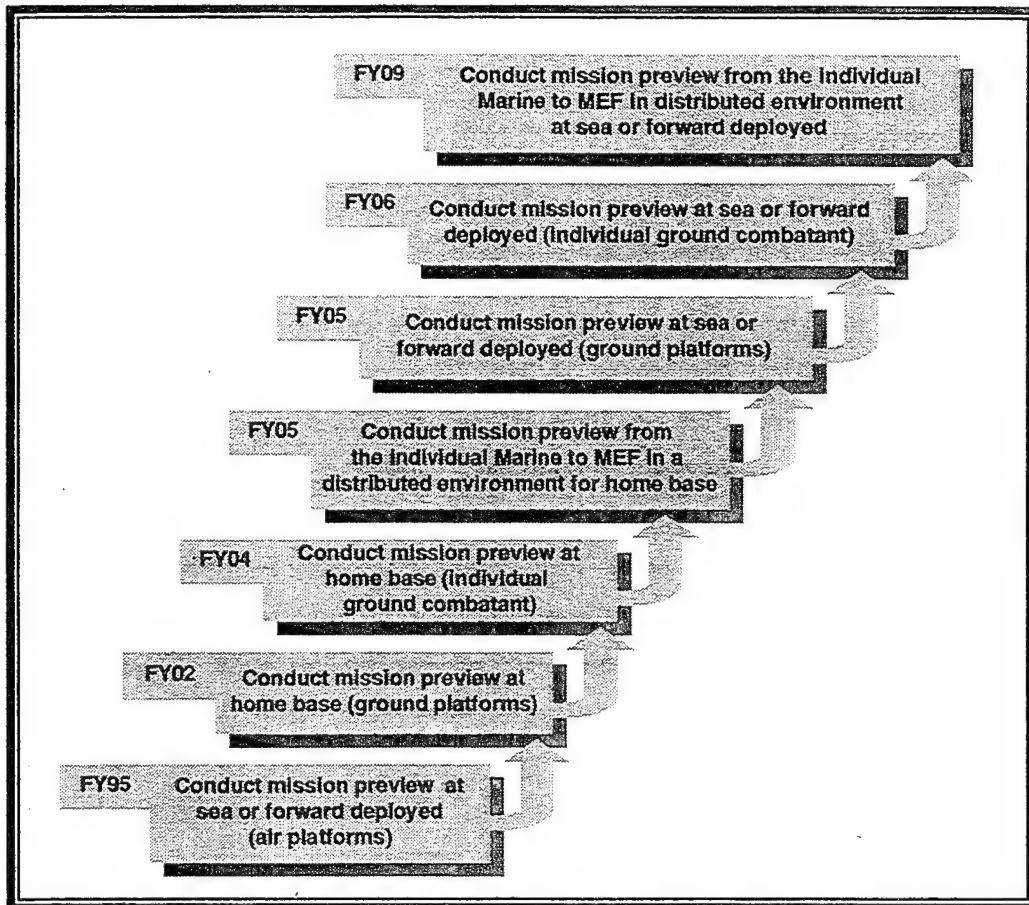 FY09
Conduct mission preview from the Individual
Marine to MEF in distributed environment
at sea or forward deployed
FY06
Conduct mission preview at sea or forward
deployed (individual ground combatant)
FY05
Conduct mission preview at sea or
forward deployed (ground platforms)
FY05
Conduct mission preview from
the Individual Marine to MEF in a
distributed environment for home base
FY04
Conduct mission preview at
home base (individual
ground combatant)
FY02
Conduct mission preview at
home base (ground platforms)
FY95
Conduct mission preview at
sea or forward deployed
(air platforms)